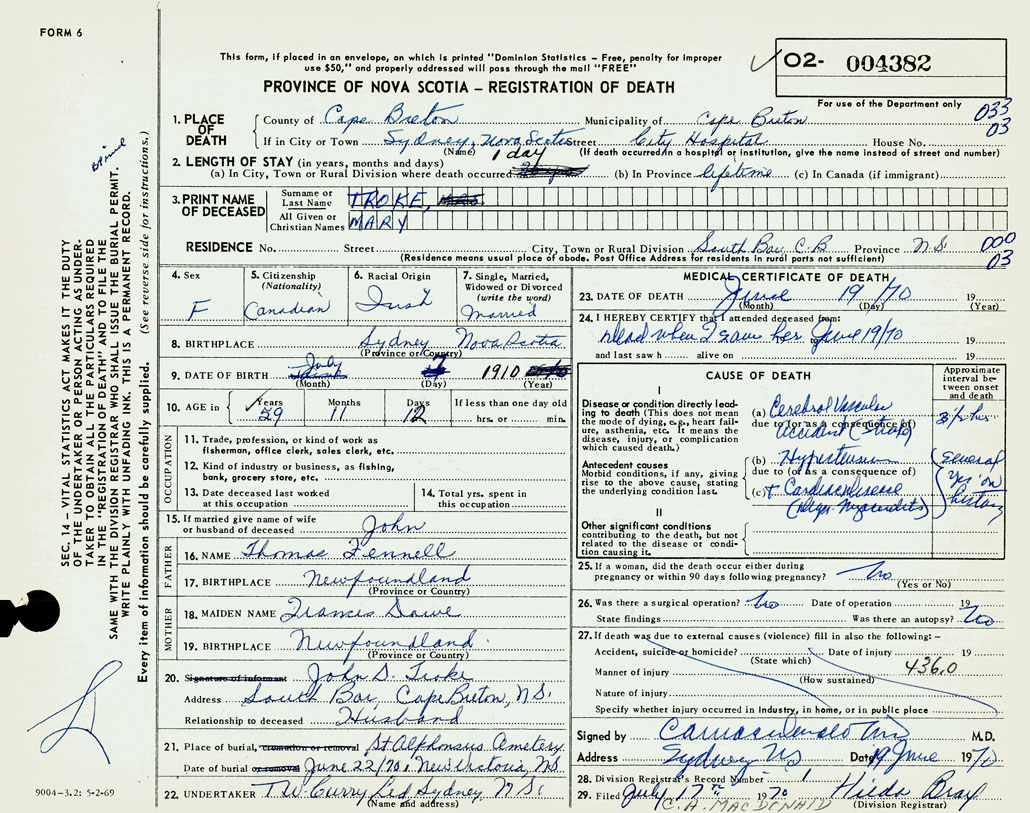 FORM 6
This form, if placed in an envelope, on which is printed "Dominion Statistics – Free, penalty for improper
use $50," and properly addressed will pass through the mail "FREE"
O2- 004382
For use of the Department only
PROVINCE OF NOVA SCOTIA – REGISTRATION OF DEATH
033
03
1. PLACE OF DEATH
County of Cape Breton Municipality of Cape Breton
If in City or Town Sydney, Nova Scotia Street City Hospital House No.
(Name) (If death occurred in a hospital or institution, give the name instead of street and number)
2. LENGTH OF STAY (in years, months and days)
1 day
(a) In City, Town or Rural Division where death occurred (b) In Province lifetime (c) In Canada (if immigrant)
3. PRINT NAME OF DECEASED
Surname or Last Name TROKE, MRS.
All Given or Christian Names MARY
RESIDENCE No. Street City, Town or Rural Division South Bar, C.B Province N.S.
(Residence means usual place of abode. Post Office Address for residents in rural parts not sufficient)
000
03
4. Sex F
5. Citizenship (Nationality) Canadian
6. Racial Origin Irish
7. Single, Married, Widowed or Divorced (write the word) Married
8. BIRTHPLACE Sydney Nova Scotia
(Province or Country)
9. DATE OF BIRTH July 7 1910
(Month) (Day) (Year)
10. AGE in Years 59 Months 11 Days 12 If less than one day old
hrs. or min.
OCCUPATION
11. Trade, profession, or kind of work as
fisherman, office clerk, sales clerk, etc.
12. Kind of industry or business, as fishing,
bank, grocery store, etc.
13. Date deceased last worked
at this occupation
14. Total yrs. spent in
this occupation
15. If married give name of wife
or husband of deceased John
FATHER
16. NAME Thomas Fennell
17. BIRTHPLACE Newfoundland
(Province or Country)
MOTHER
18. MAIDEN NAME Francis Dowe
19. BIRTHPLACE Newfoundland
(Province or Country)
20. Signature of informant John D. Troke
Address South Bar, Cape Breton, N.S.
Relationship to deceased Husband
21. Place of burial, cremation or removal St Alphonsus Cemetery
Date of burial or removal June 22/70, New Victoria, N.S.
22. UNDERTAKER T.W. Curry Ltd Sydney, N.S.
(Name and address)
MEDICAL CERTIFICATE OF DEATH
23. DATE OF DEATH June 19/70 19
(Month) (Day) (Year)
24. I HEREBY CERTIFY that I attended deceased from:
Dead when I saw her June 19/70 to 19
and last saw h alive on 19
CAUSE OF DEATH
Approximate interval between onset and death
I
Disease or condition directly leading to death (This does not mean the mode of dying, e.g., heart failure, asthenia, etc. It means the disease, injury, or complication which caused death.)
(a) Cerebral Vascular
due to (or as a consequence of)
Accident (stroke)
3 1/2 hrs
Antecedent causes
Morbid conditions, if any, giving rise to the above cause, stating the underlying condition last.
(b) Hypertension
due to (or as a consequence of)
(c) + Cardiac disease
several
yrs on
history
II
Other significant conditions
contributing to the death, but not related to the disease or condition causing it.
25. If a woman, did the death occur either during
pregnancy or within 90 days following pregnancy? No
(Yes or No)
26. Was there a surgical operation? No Date of operation 19
State findings Was there an autopsy? No
27. If death was due to external causes (violence) fill in also the following:–
Accident, suicide or homicide? Date of injury 19
(State which)
Manner of injury 436.0
(How sustained)
Nature of injury
Specify whether injury occurred in Industry, in home, or in public place
Signed by M.D.
Address Sydney NS Date 19 June 1970
28. Division Registrar's Record Number 1
29. Filed July 17th 1970 Hilda Bray
C.A. MACDONALD (Division Registrar)
SEC. 14 – VITAL STATISTICS ACT MAKES IT THE DUTY
OF THE UNDERTAKER OR PERSON ACTING AS UNDER-
TAKER TO OBTAIN ALL THE PARTICULARS REQUIRED
IN THE "REGISTRATION OF DEATH" AND TO FILE THE
SAME WITH THE DIVISION REGISTRAR WHO SHALL ISSUE THE BURIAL PERMIT.
WRITE PLAINLY WITH UNFADING INK. THIS IS A PERMANENT RECORD.
Every item of information should be carefully supplied. (See reverse side for instructions.)
9004-3.2: 5-2-69